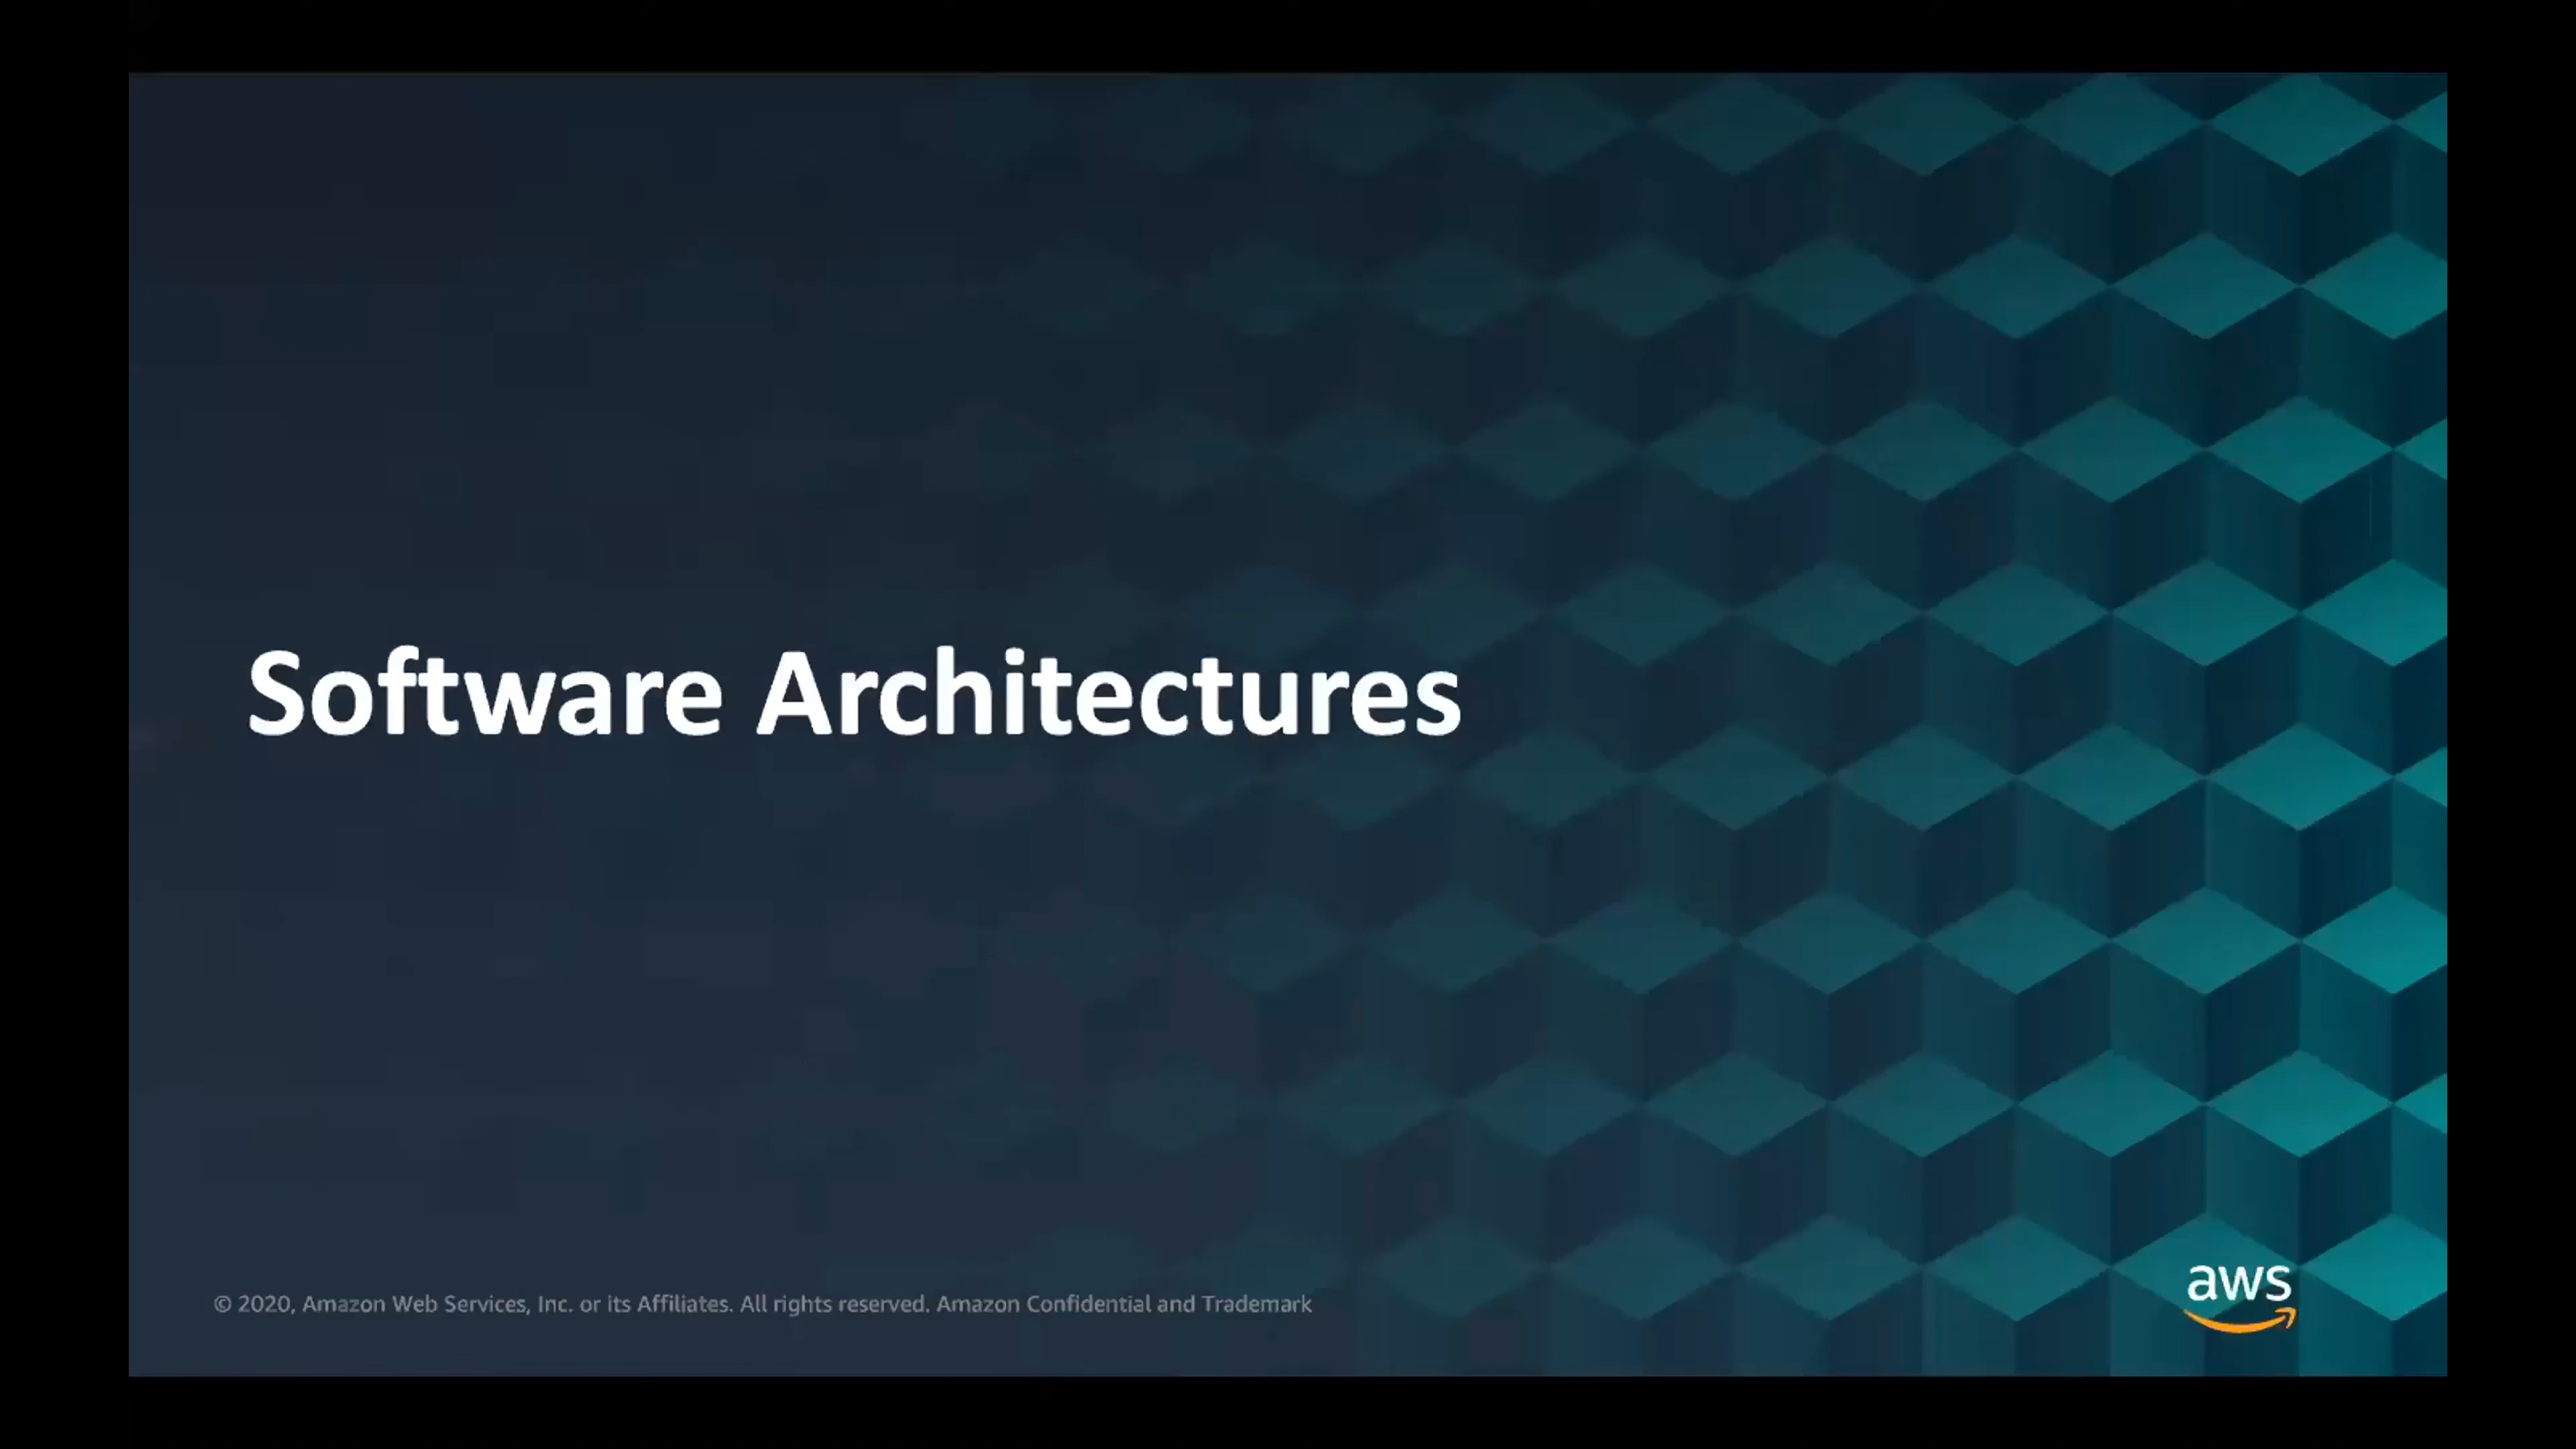 Software Architectures
© 2020, Amazon Web Services, Inc. or its Affiliates. All rights reserved. Amazon Confidential and Trademark
aws